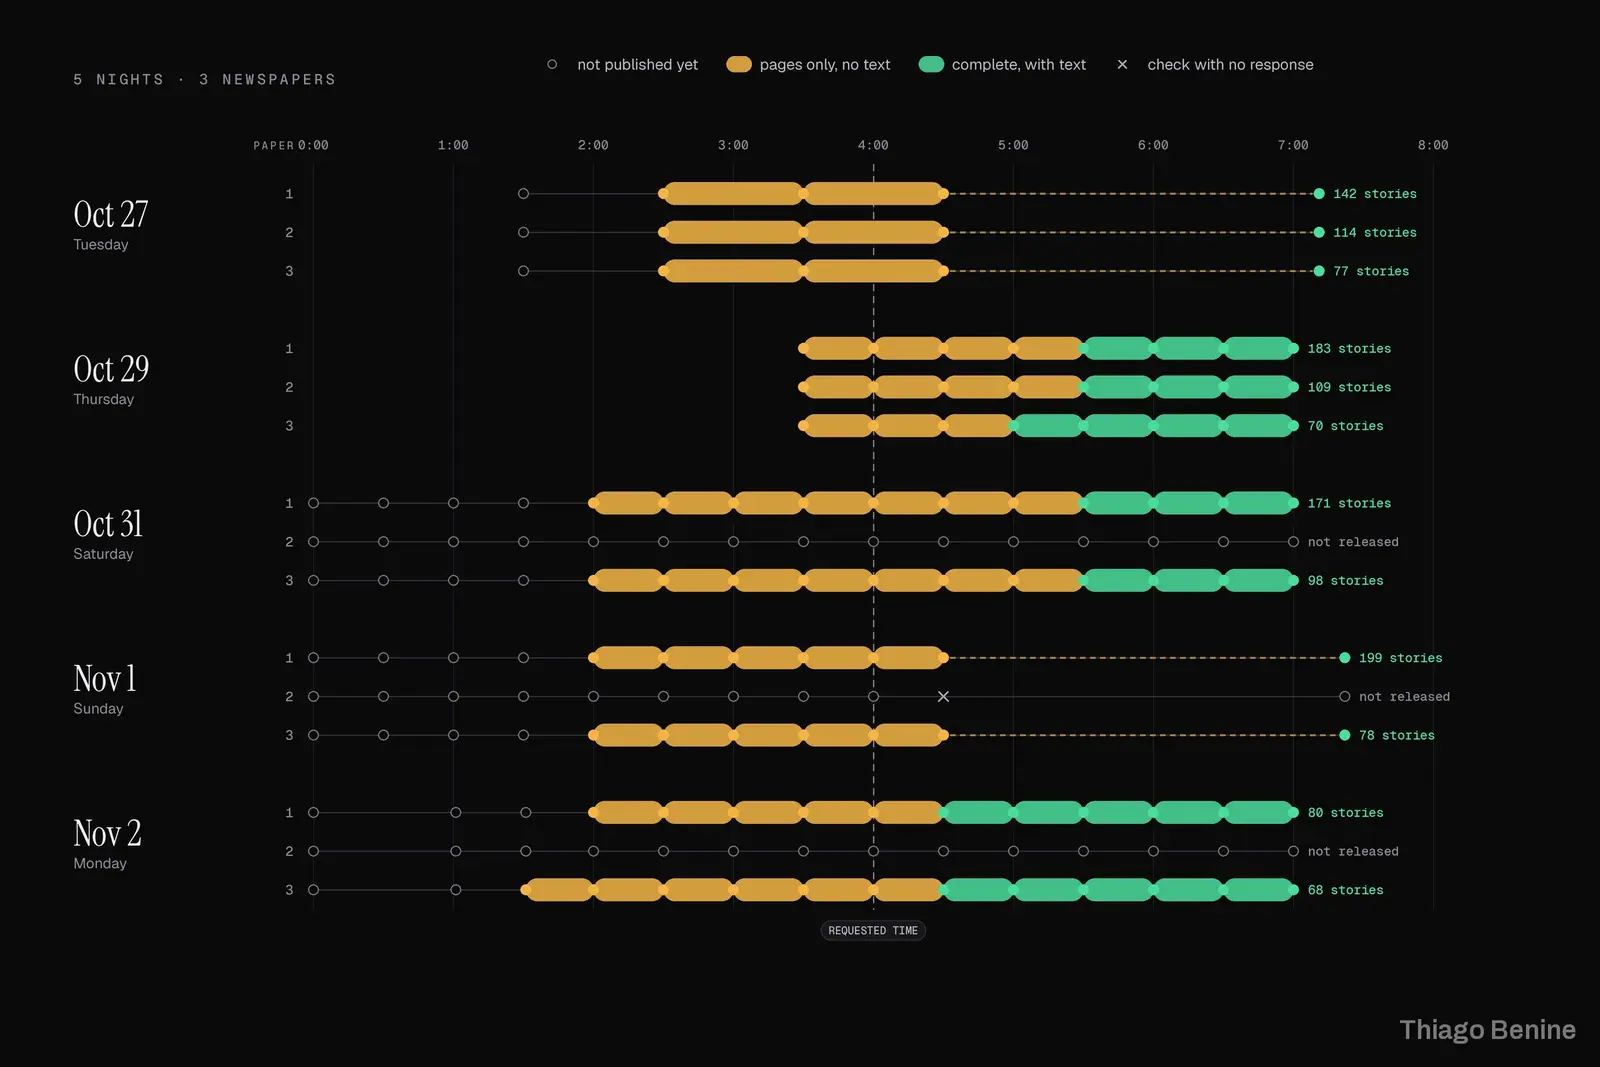 5 NIGHTS · 3 NEWSPAPERS
not published yet
pages only, no text
complete, with text
check with no response
PAPER 0:00 1:00 2:00 3:00 4:00 5:00 6:00 7:00 8:00
Oct 27
Tuesday
1 142 stories
2 114 stories
3 77 stories
Oct 29
Thursday
1 183 stories
2 109 stories
3 70 stories
Oct 31
Saturday
1 171 stories
2 not released
3 98 stories
Nov 1
Sunday
1 199 stories
2 not released
3 78 stories
Nov 2
Monday
1 80 stories
2 not released
3 68 stories
REQUESTED TIME
Thiago Benine